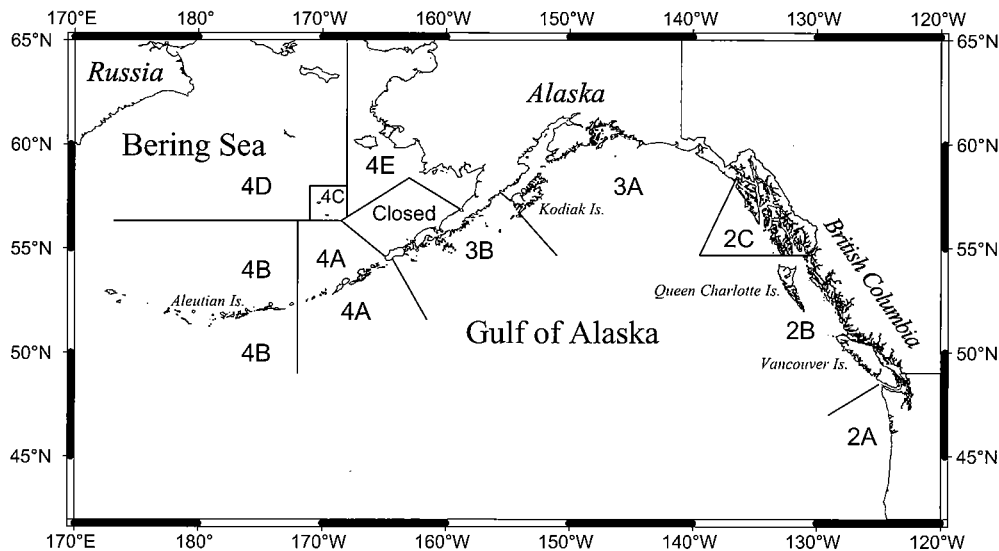 170°E 180° 170°W 160°W 150°W 140°W 130°W 120°W
65°N 65°N
Russia
Alaska
60°N 60°N
Bering Sea
4E
4D
4C
3A
Closed
Kodiak Is.
2C
3B
British Columbia
55°N 55°N
4B
4A
Queen Charlotte Is.
Aleutian Is.
4A
Gulf of Alaska
2B
50°N 50°N
4B
Vancouver Is.
2A
45°N 45°N
170°E 180° 170°W 160°W 150°W 140°W 130°W 120°W